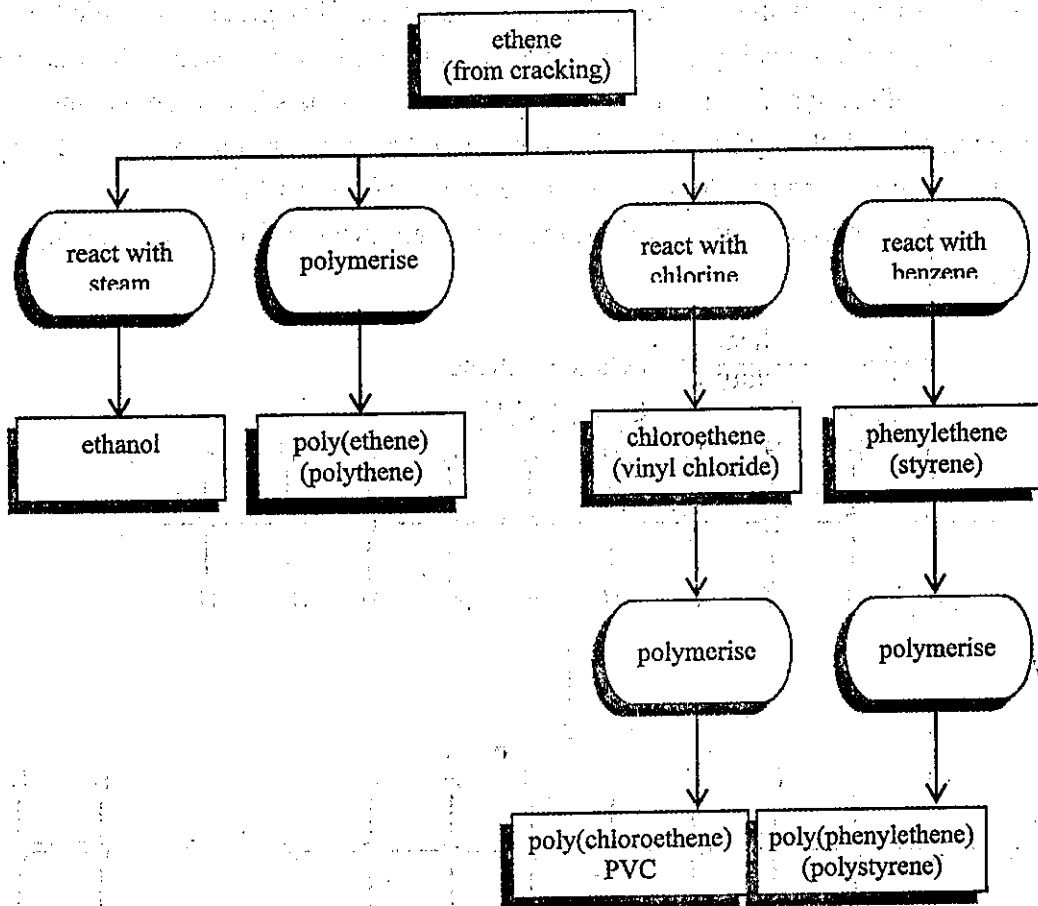 ethene
(from cracking)
react with
steam
polymerise
react with
chlorine
react with
benzene
ethanol
poly(ethene)
(polythene)
chloroethene
(vinyl chloride)
phenylethene
(styrene)
polymerise
polymerise
poly(chloroethene)
PVC
poly(phenylethene)
(polystyrene)